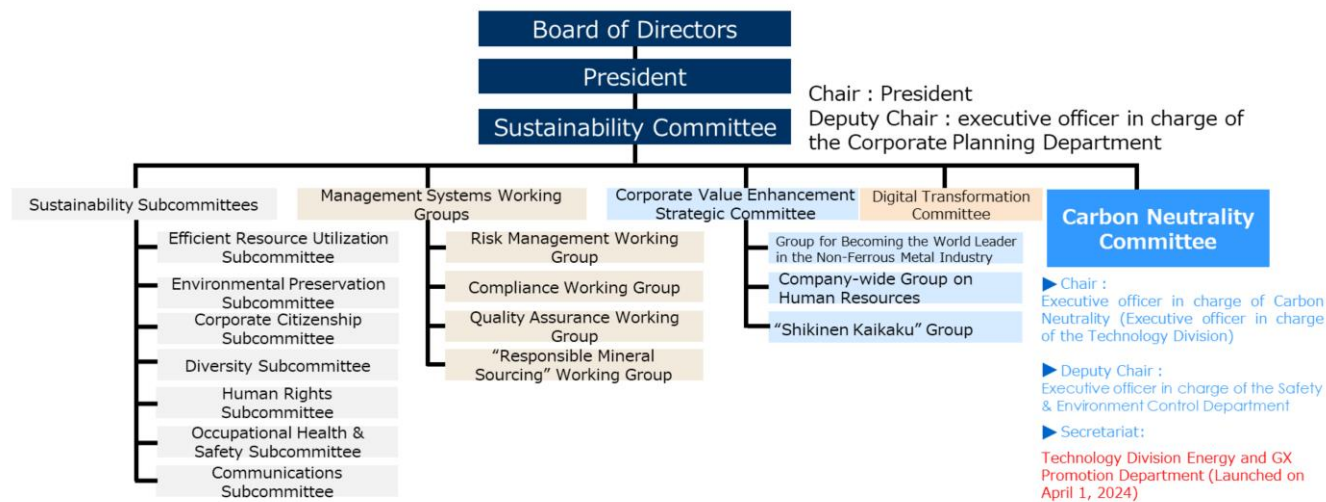 Board of Directors
President
Sustainability Committee
Chair : President
Deputy Chair : executive officer in charge of
the Corporate Planning Department
Sustainability Subcommittees
Efficient Resource Utilization
Subcommittee
Environmental Preservation
Subcommittee
Corporate Citizenship
Subcommittee
Diversity Subcommittee
Human Rights
Subcommittee
Occupational Health &
Safety Subcommittee
Communications
Subcommittee
Management Systems Working
Groups
Risk Management Working
Group
Compliance Working Group
Quality Assurance Working
Group
“Responsible Mineral
Sourcing” Working Group
Corporate Value Enhancement
Strategic Committee
Group for Becoming the World Leader
in the Non-Ferrous Metal Industry
Company-wide Group on
Human Resources
“Shikinen Kaikaku” Group
Digital Transformation
Committee
Carbon Neutrality
Committee
▶ Chair :
Executive officer in charge of Carbon
Neutrality (Executive officer in charge
of the Technology Division)
▶ Deputy Chair :
Executive officer in charge of the Safety
& Environment Control Department
▶ Secretariat:
Technology Division Energy and GX
Promotion Department (Launched on
April 1, 2024)